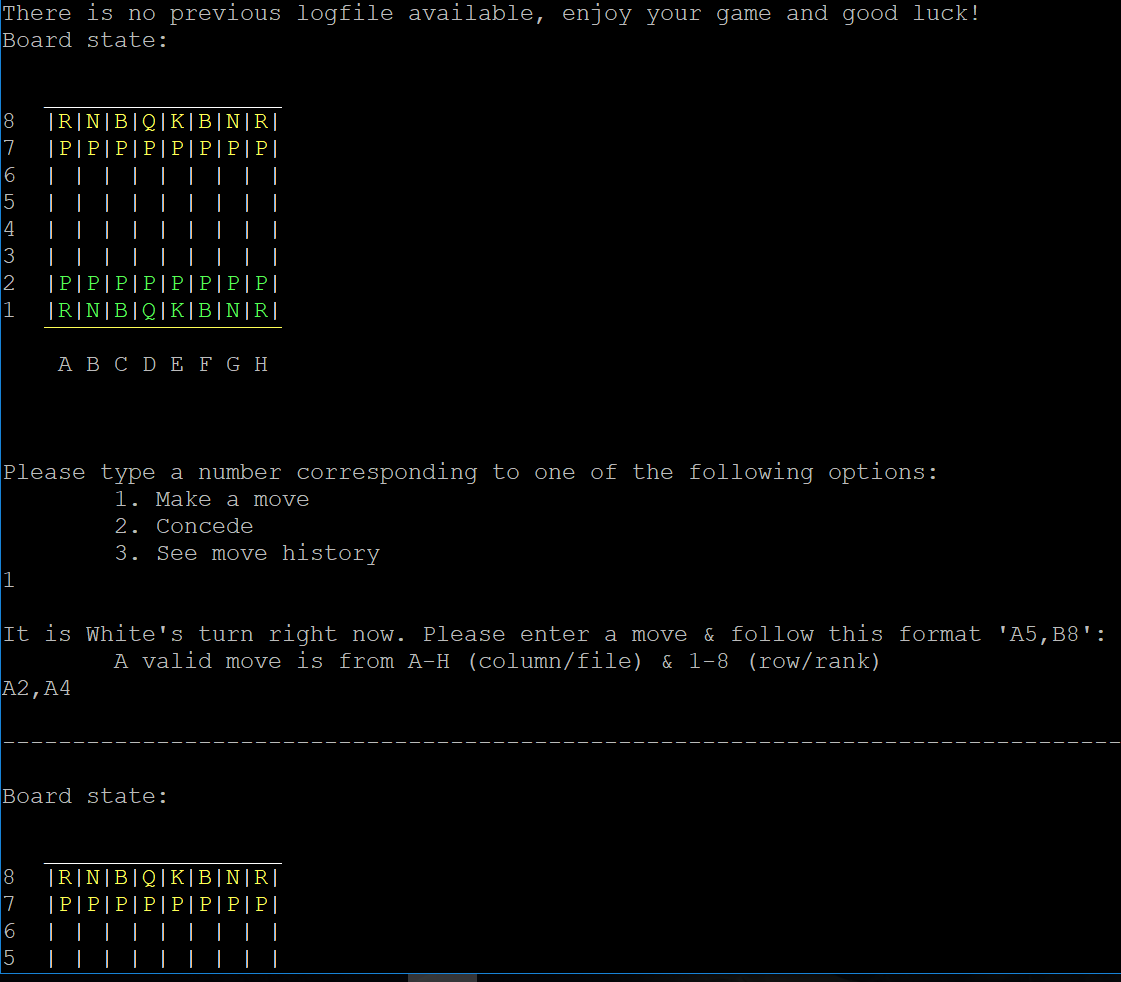 There is no previous logfile available, enjoy your game and good luck!
Board state:
8 |R|N|B|Q|K|B|N|R|
7 |P|P|P|P|P|P|P|P|
6 | | | | | | | | |
5 | | | | | | | | |
4 | | | | | | | | |
3 | | | | | | | | |
2 |P|P|P|P|P|P|P|P|
1 |R|N|B|Q|K|B|N|R|
A B C D E F G H
Please type a number corresponding to one of the following options:
1. Make a move
2. Concede
3. See move history
1
It is White's turn right now. Please enter a move & follow this format 'A5,B8':
A valid move is from A-H (column/file) & 1-8 (row/rank)
A2,A4
--------------------------------------------------------------------------------
Board state:
8 |R|N|B|Q|K|B|N|R|
7 |P|P|P|P|P|P|P|P|
6 | | | | | | | | |
5 | | | | | | | | |